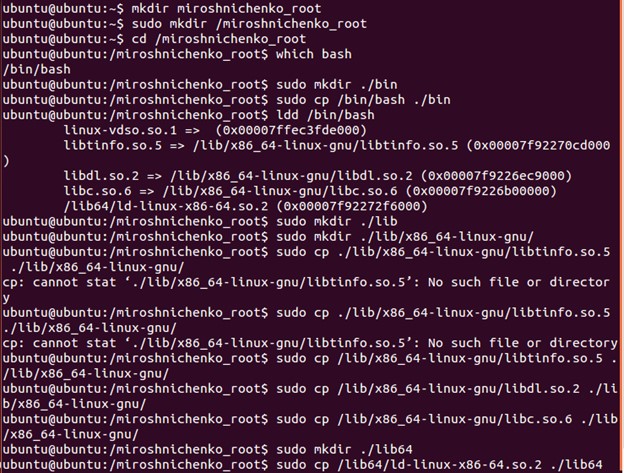 ubuntu@ubuntu:~$ mkdir miroshnichenko_root
ubuntu@ubuntu:~$ sudo mkdir /miroshnichenko_root
ubuntu@ubuntu:~$ cd /miroshnichenko_root
ubuntu@ubuntu:/miroshnichenko_root$ which bash
/bin/bash
ubuntu@ubuntu:/miroshnichenko_root$ sudo mkdir ./bin
ubuntu@ubuntu:/miroshnichenko_root$ sudo cp /bin/bash ./bin
ubuntu@ubuntu:/miroshnichenko_root$ ldd /bin/bash
linux-vdso.so.1 =>  (0x00007ffec3fde000)
libtinfo.so.5 => /lib/x86_64-linux-gnu/libtinfo.so.5 (0x00007f92270cd000
)
libdl.so.2 => /lib/x86_64-linux-gnu/libdl.so.2 (0x00007f9226ec9000)
libc.so.6 => /lib/x86_64-linux-gnu/libc.so.6 (0x00007f9226b00000)
/lib64/ld-linux-x86-64.so.2 (0x00007f92272f6000)
ubuntu@ubuntu:/miroshnichenko_root$ sudo mkdir ./lib
ubuntu@ubuntu:/miroshnichenko_root$ sudo mkdir ./lib/x86_64-linux-gnu/
ubuntu@ubuntu:/miroshnichenko_root$ sudo cp ./lib/x86_64-linux-gnu/libtinfo.so.5
./lib/x86_64-linux-gnu/
cp: cannot stat ‘./lib/x86_64-linux-gnu/libtinfo.so.5’: No such file or director
y
ubuntu@ubuntu:/miroshnichenko_root$ sudo cp ./lib/x86_64-linux-gnu/libtinfo.so.5
./lib/x86_64-linux-gnu/
cp: cannot stat ‘./lib/x86_64-linux-gnu/libtinfo.so.5’: No such file or directory
ubuntu@ubuntu:/miroshnichenko_root$ sudo cp /lib/x86_64-linux-gnu/libtinfo.so.5 .
/lib/x86_64-linux-gnu/
ubuntu@ubuntu:/miroshnichenko_root$ sudo cp /lib/x86_64-linux-gnu/libdl.so.2 ./li
b/x86_64-linux-gnu/
ubuntu@ubuntu:/miroshnichenko_root$ sudo cp /lib/x86_64-linux-gnu/libc.so.6 ./lib
/x86_64-linux-gnu/
ubuntu@ubuntu:/miroshnichenko_root$ sudo mkdir ./lib64
ubuntu@ubuntu:/miroshnichenko_root$ sudo cp /lib64/ld-linux-x86-64.so.2 ./lib64